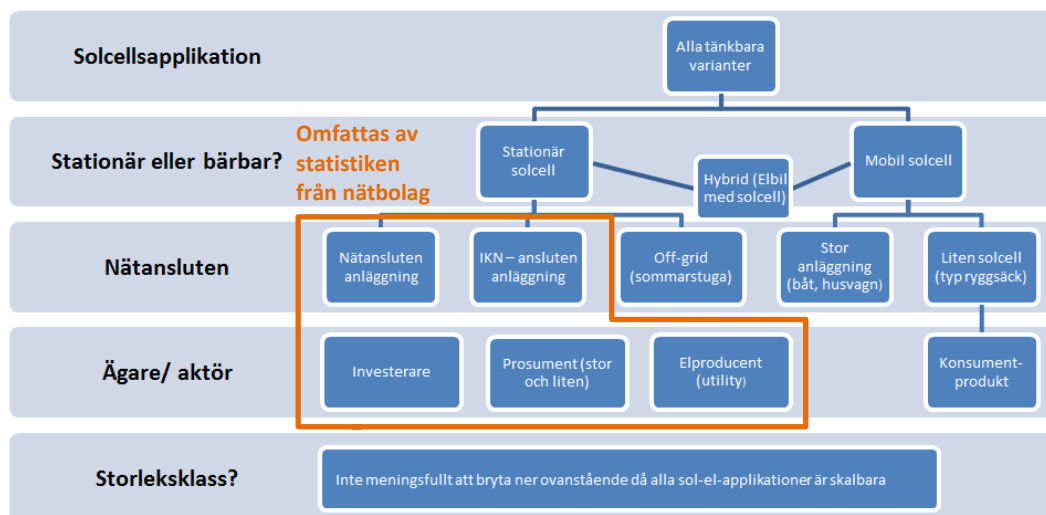 Solcellsapplikation
Alla tänkbara
varianter
Stationär eller bärbar?
Omfattas av
statistiken
från nätbolag
Stationär
solcell
Hybrid (Elbil
med solcell)
Mobil solcell
Nätansluten
Nätansluten
anläggning
IKN – ansluten
anläggning
Off-grid
(sommarstuga)
Stor
anläggning
(båt, husvagn)
Liten solcell
(typ ryggsäck)
Ägare/ aktör
Investerare
Prosument (stor
och liten)
Elproducent
(utility)
Konsument-
produkt
Storleksklass?
Inte meningsfullt att bryta ner ovanstående då alla sol-el-applikationer är skalbara